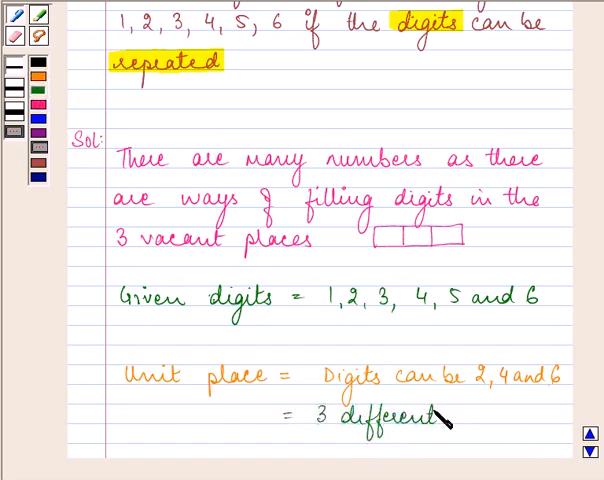 1, 2, 3, 4, 5, 6 if the digits can be
repeated
Sol:
There are many numbers as there
are ways of filling digits in the
3 vacant places
Given digits = 1, 2, 3, 4, 5 and 6
Unit place = Digits can be 2, 4 and 6
= 3 different